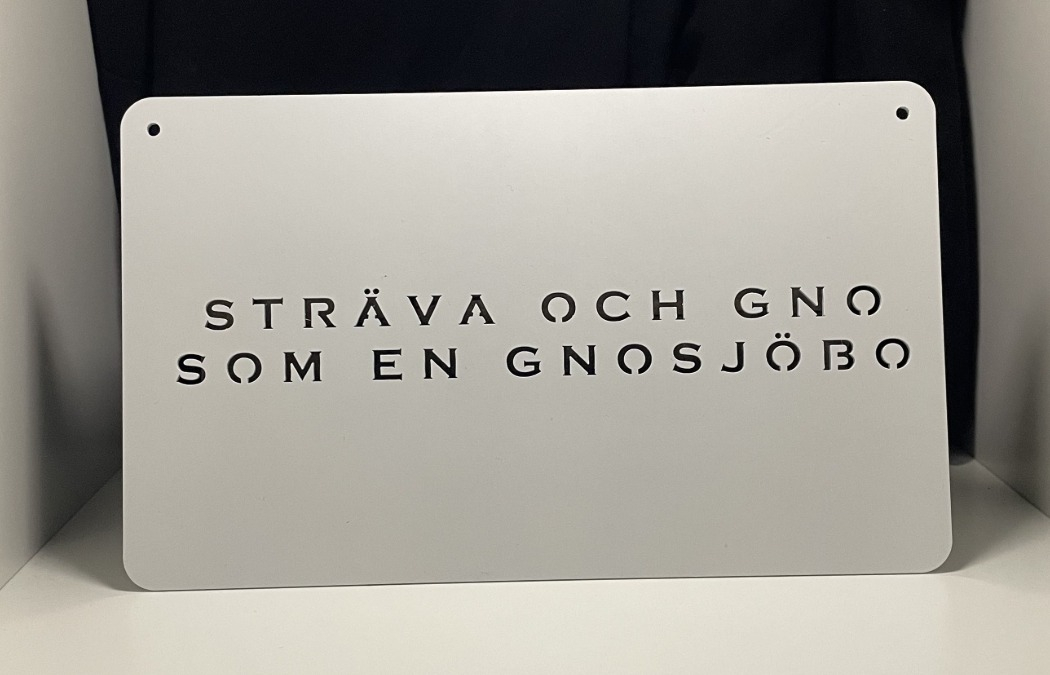 STRÄVA OCH GNO
SOM EN GNOSJÖBO